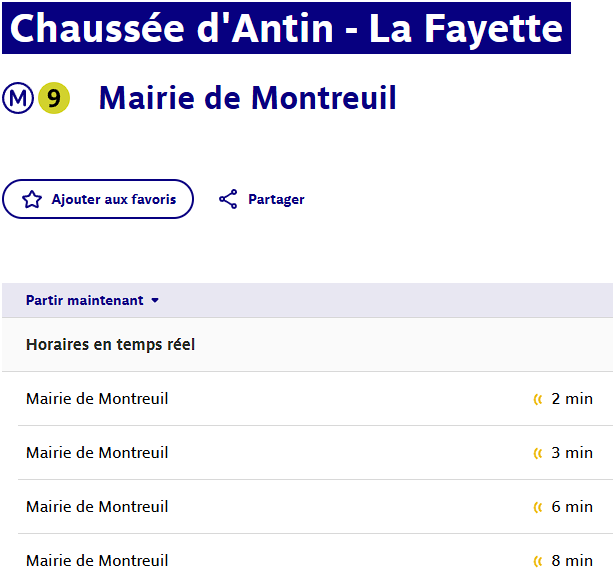 Chaussée d'Antin - La Fayette
M 9 Mairie de Montreuil
Ajouter aux favoris Partager
Partir maintenant
Horaires en temps réel
Mairie de Montreuil 2 min
Mairie de Montreuil 3 min
Mairie de Montreuil 6 min
Mairie de Montreuil 8 min